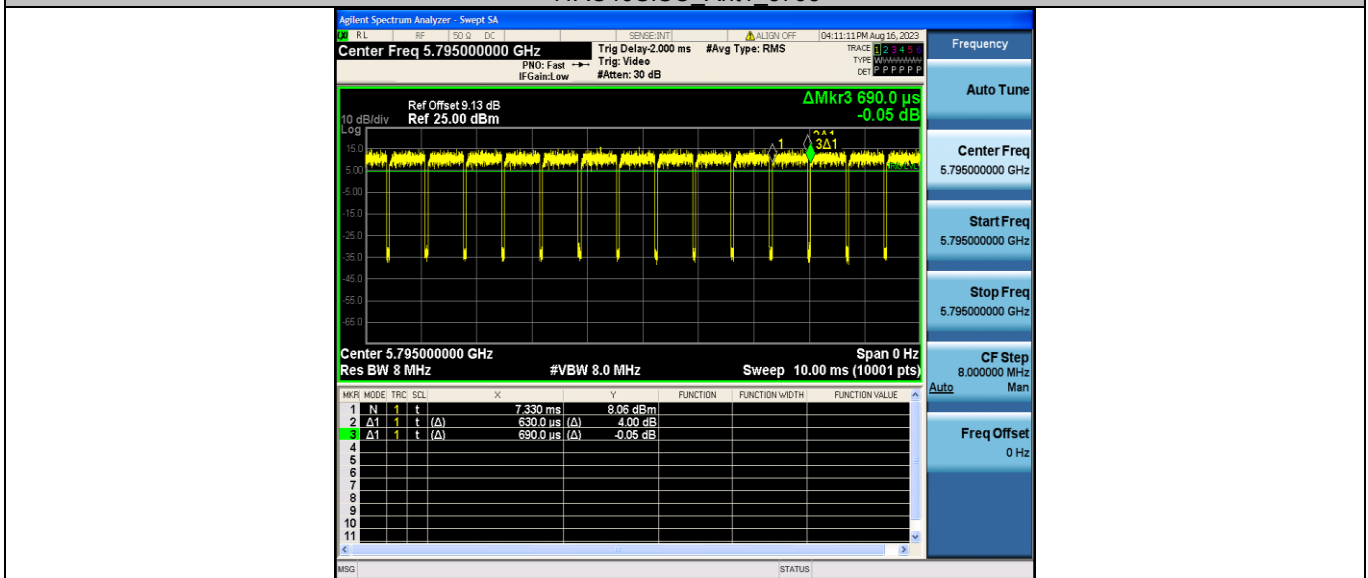 Agilent Spectrum Analyzer - Swept SA
RL RF 50 Ω DC SENSE:INT ALIGN OFF 04:11:11 PM Aug 16, 2023
Center Freq 5.795000000 GHz
PNO: Fast
IFGain:Low
Trig Delay-2.000 ms
Trig: Video
#Atten: 30 dB
#Avg Type: RMS
TRACE 1 2 3 4 5 6
TYPE
DET P P P P P P
ΔMkr3 690.0 µs
-0.05 dB
Ref Offset 9.13 dB
10 dB/div Ref 25.00 dBm
Log
15.0
5.00
-5.00
-15.0
-25.0
-35.0
-45.0
-55.0
-65.0
1
3Δ1
Center 5.795000000 GHz Span 0 Hz
Res BW 8 MHz #VBW 8.0 MHz Sweep 10.00 ms (10001 pts)
MKR MODE TRC SCL X Y FUNCTION FUNCTION WIDTH FUNCTION VALUE
1 N 1 t 7.330 ms 8.06 dBm
2 Δ1 1 t (Δ) 630.0 µs (Δ) 4.00 dB
3 Δ1 1 t (Δ) 690.0 µs (Δ) -0.05 dB
4
5
6
7
8
9
10
11
MSG STATUS
Frequency
Auto Tune
Center Freq
5.795000000 GHz
Start Freq
5.795000000 GHz
Stop Freq
5.795000000 GHz
CF Step
8.000000 MHz
Auto Man
Freq Offset
0 Hz